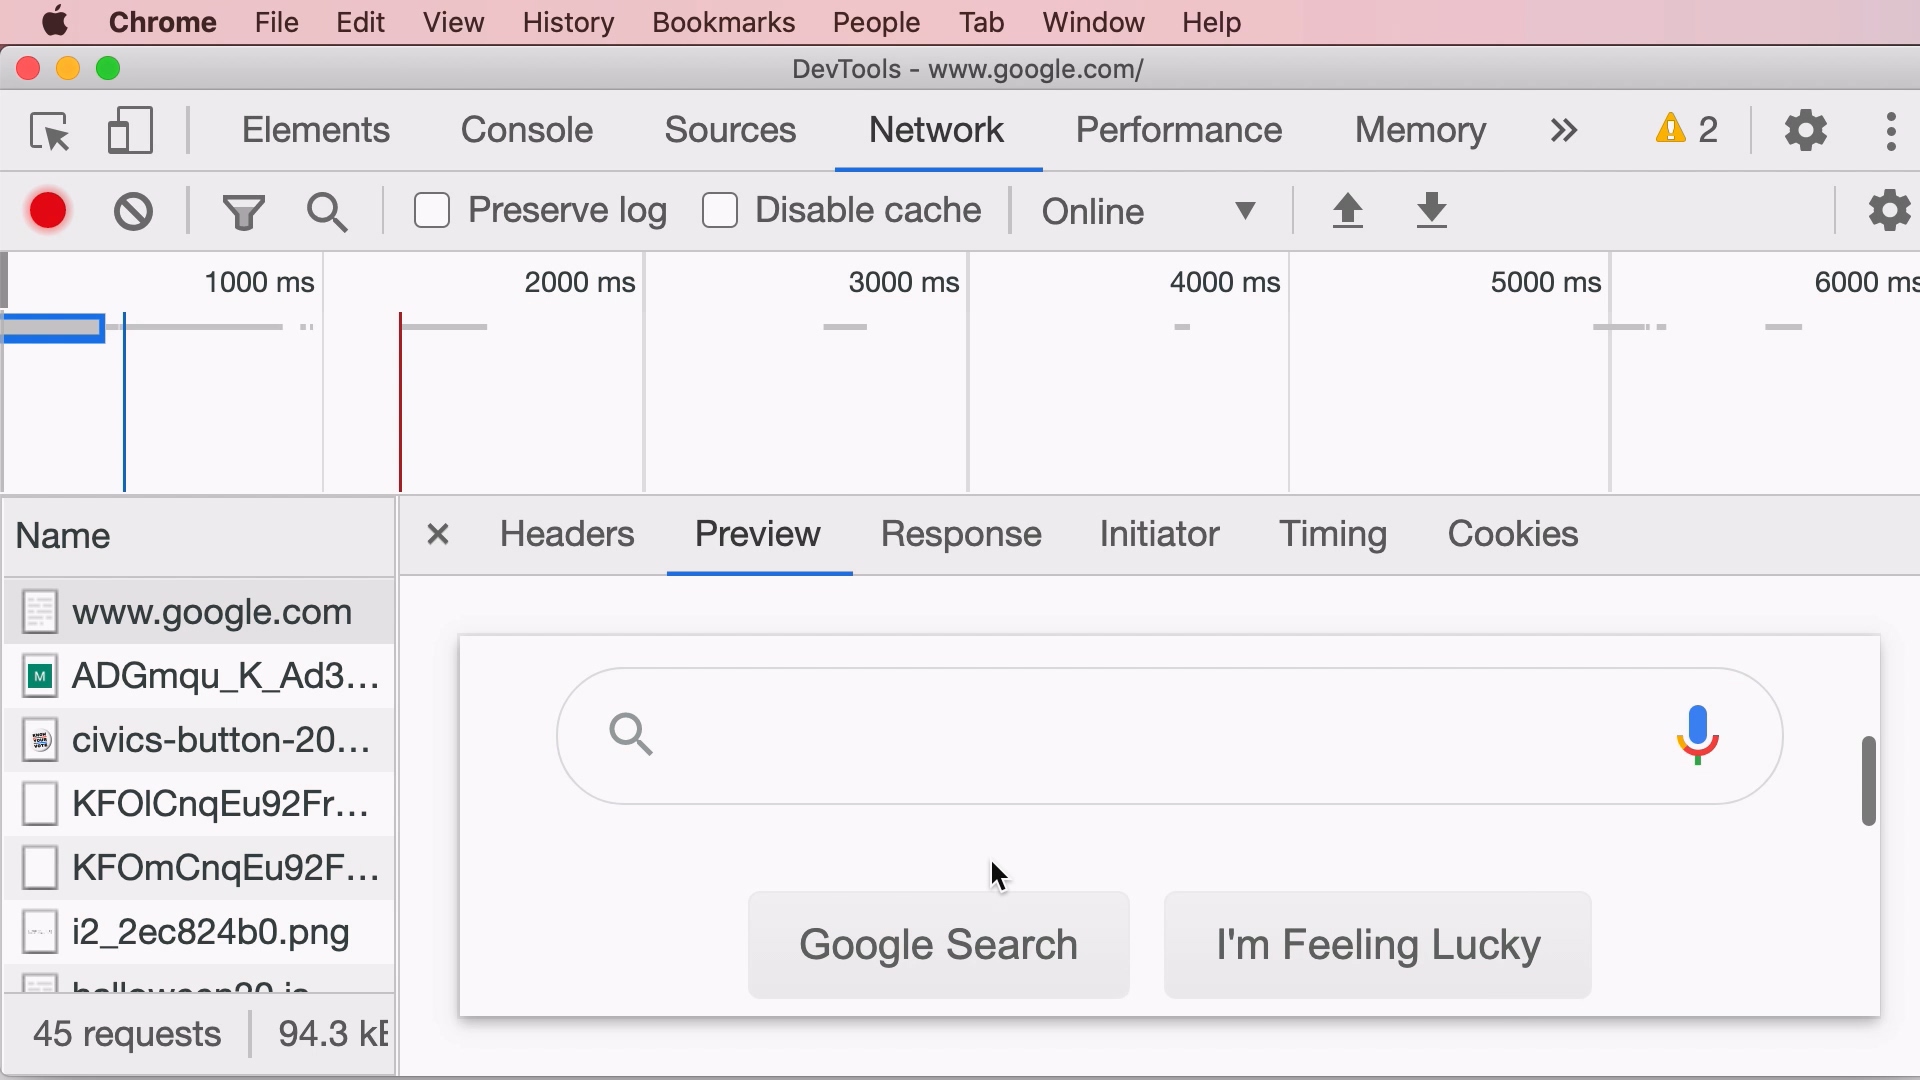 Chrome File Edit View History Bookmarks People Tab Window Help
DevTools - www.google.com/
Elements Console Sources Network Performance Memory » 2
Preserve log Disable cache Online
1000 ms 2000 ms 3000 ms 4000 ms 5000 ms 6000 ms
Name
Headers Preview Response Initiator Timing Cookies
www.google.com
M ADGmqu_K_Ad3...
civics-button-20...
KFOlCnqEu92Fr...
KFOmCnqEu92F...
i2_2ec824b0.png
Google Search I'm Feeling Lucky
45 requests 94.3 kB